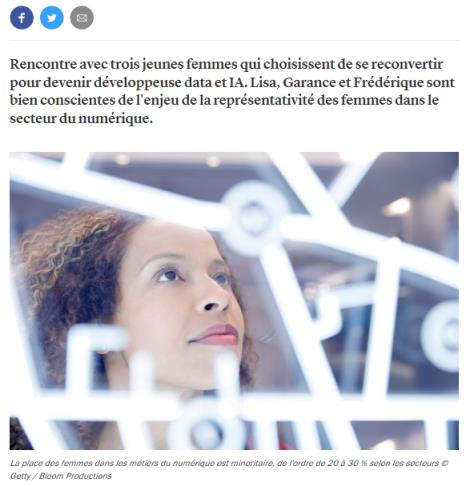 Rencontre avec trois jeunes femmes qui choisissent de se reconvertir
pour devenir développeuse data et IA. Lisa, Garance et Frédérique sont
bien conscientes de l'enjeu de la représentativité des femmes dans le
secteur du numérique.
La place des femmes dans les métiers du numérique est minoritaire, de l'ordre de 20 à 30 % selon les secteurs ©
Getty / Bloom Productions